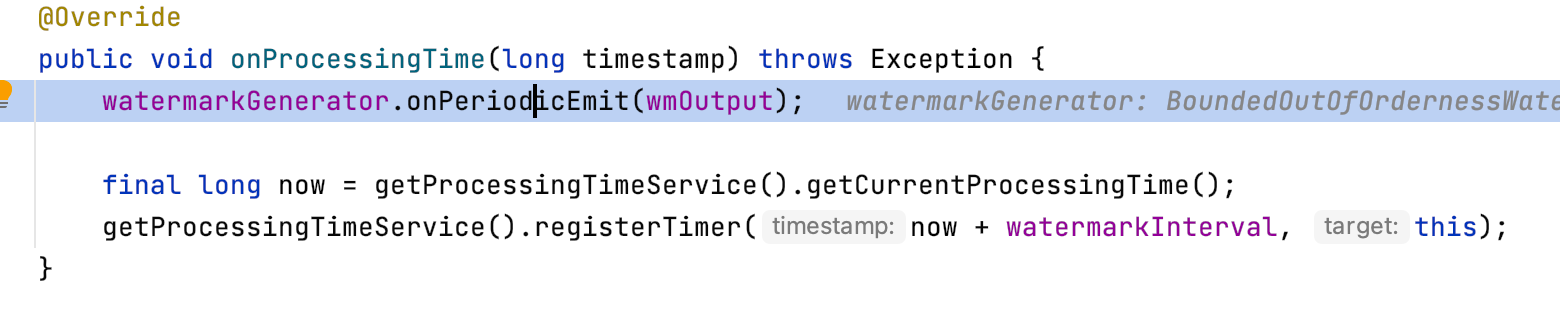 @Override
public void onProcessingTime(long timestamp) throws Exception {
watermarkGenerator.onPeriodicEmit(wmOutput); watermarkGenerator: BoundedOutOfOrdernessWate
final long now = getProcessingTimeService().getCurrentProcessingTime();
getProcessingTimeService().registerTimer( timestamp: now + watermarkInterval, target: this);
}